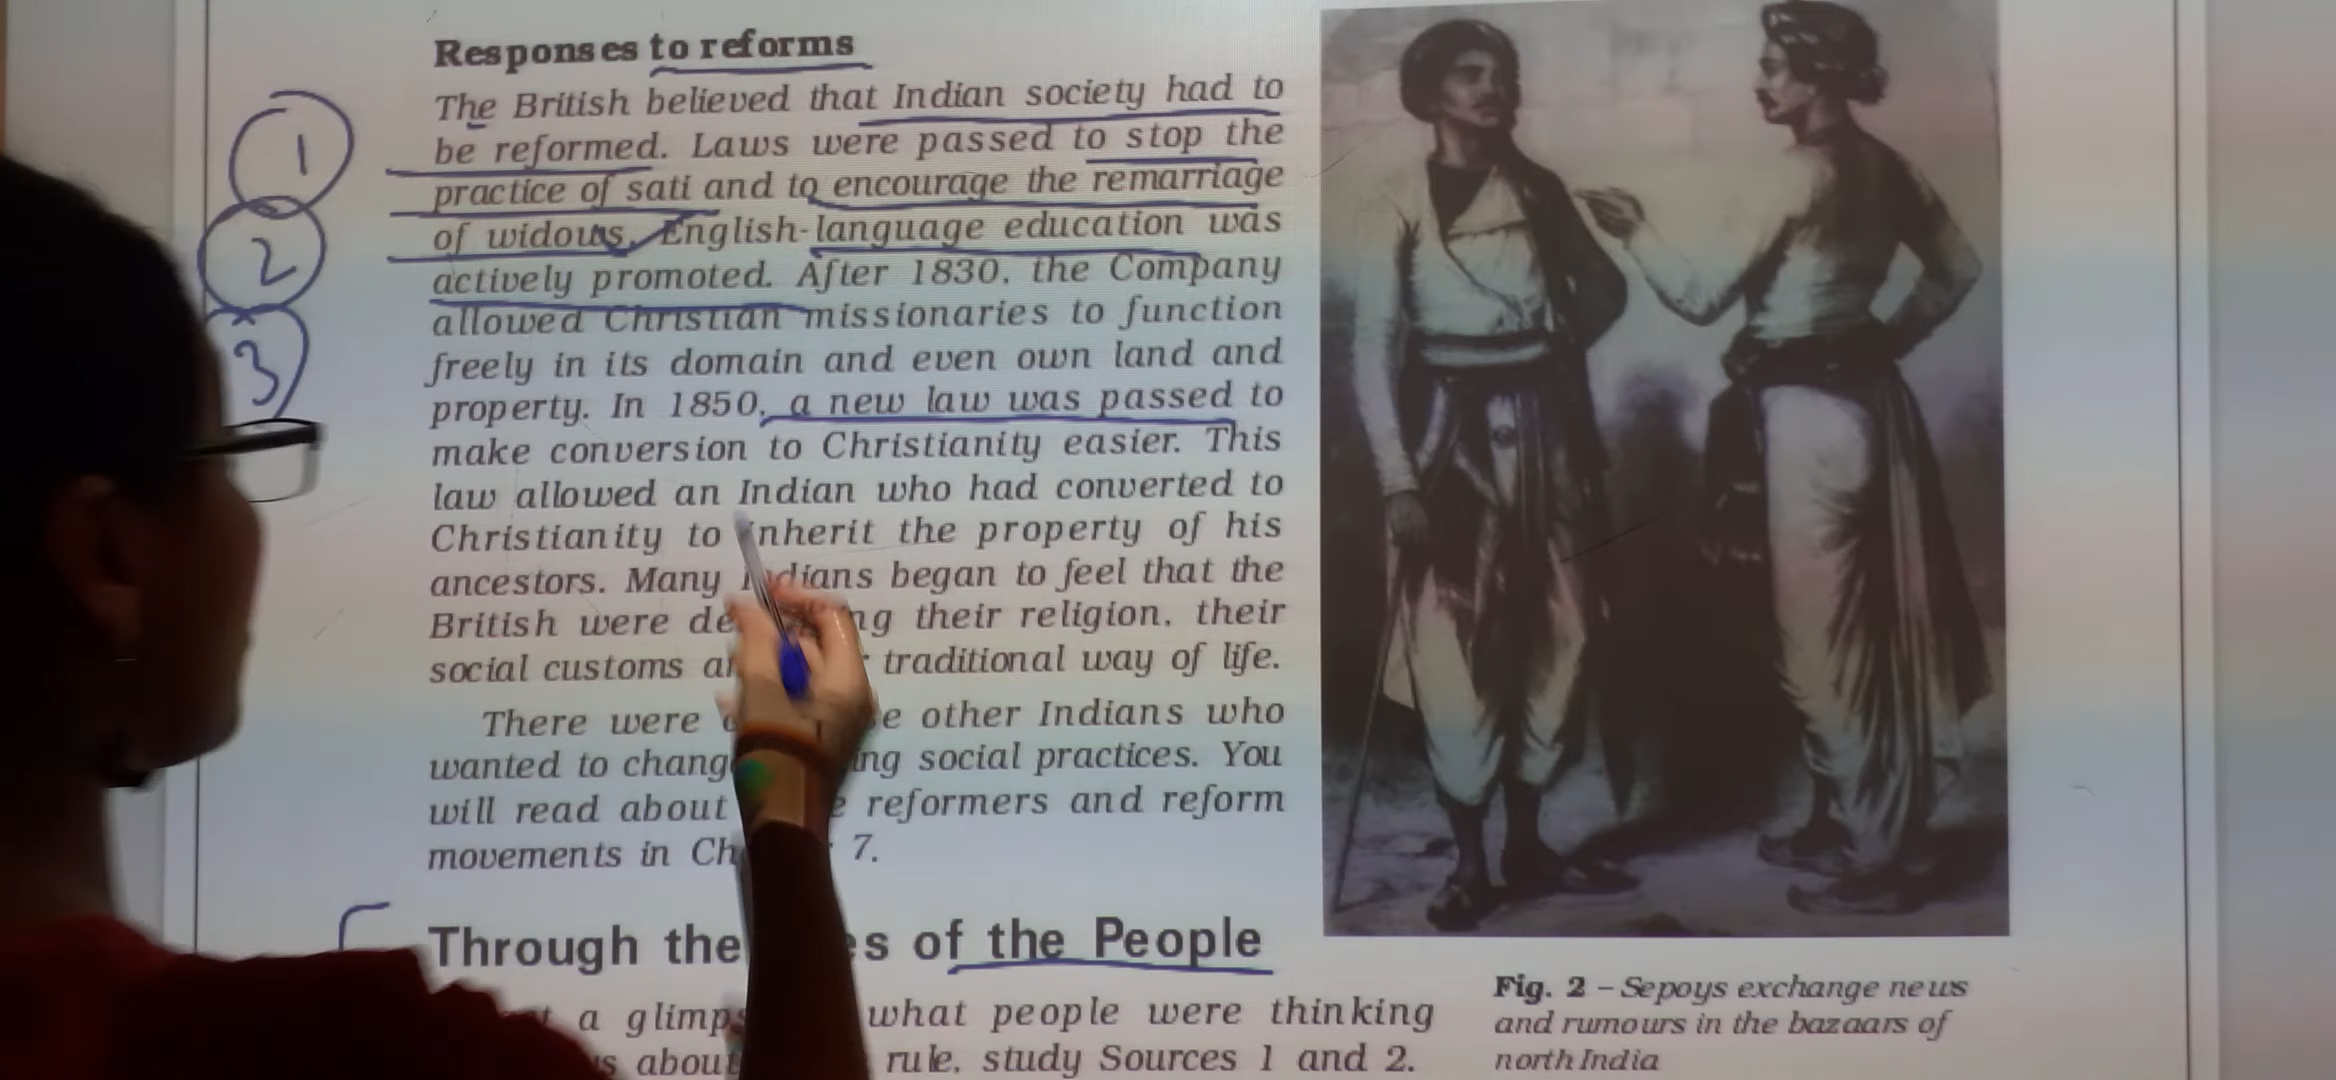 Responses to reforms
The British believed that Indian society had to
be reformed. Laws were passed to stop the
practice of sati and to encourage the remarriage
of widows. English-language education was
actively promoted. After 1830, the Company
allowed Christian missionaries to function
freely in its domain and even own land and
property. In 1850, a new law was passed to
make conversion to Christianity easier. This
law allowed an Indian who had converted to
Christianity to inherit the property of his
ancestors. Many Indians began to feel that the
British were their religion, their
social customs traditional way of life.
There were other Indians who
wanted to social practices. You
will read about reformers and reform
movements in 7.
Through the of the People
a what people were thinking
rule, study Sources 1 and 2.
1
2
3
Fig. 2 – Sepoys exchange news
and rumours in the bazaars of
north India